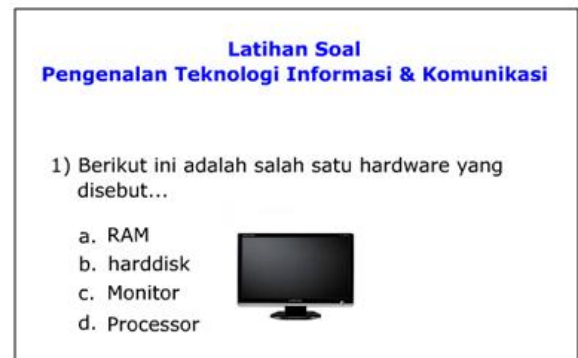 Latihan Soal
Pengenalan Teknologi Informasi & Komunikasi
1) Berikut ini adalah salah satu hardware yang
disebut...
a. RAM
b. harddisk
c. Monitor
d. Processor